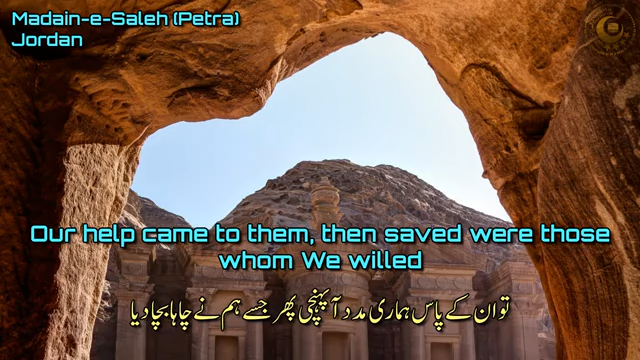 Madain-e-Saleh (Petra)
Jordan
Our help came to them, then saved were those
whom We willed
تو ان کے پاس ہماری مدد آ پہنچی پھر جسے ہم نے چاہا بچا دیا